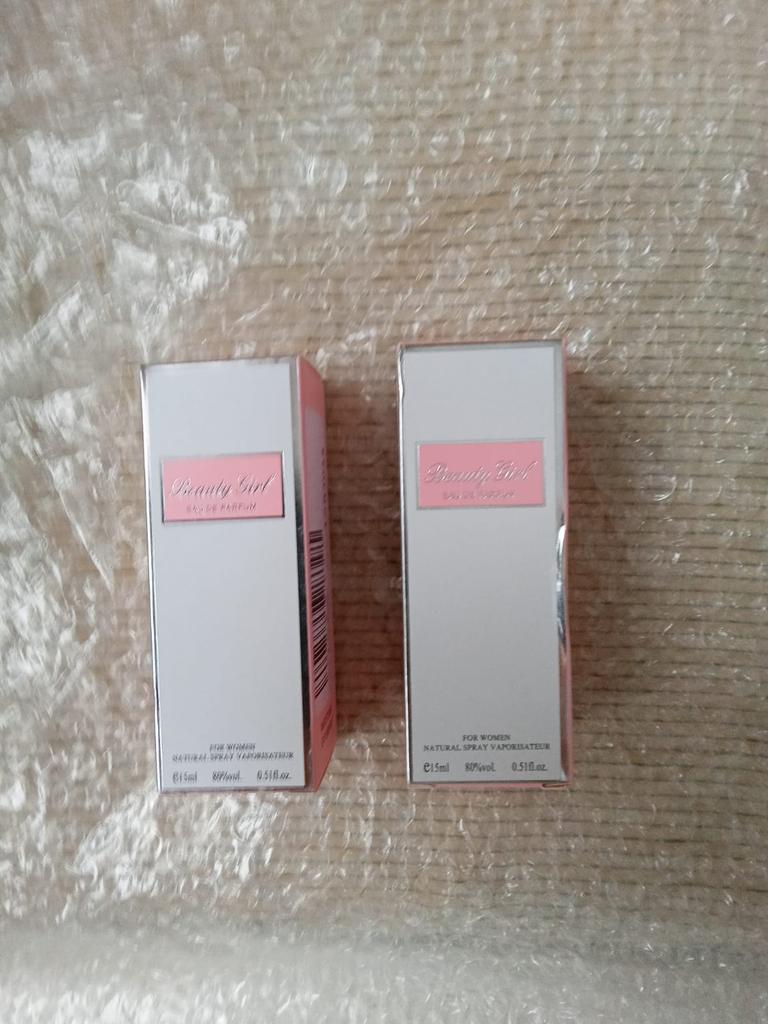 Beauty Girl
EAU DE PARFUM
FOR WOMEN
NATURAL SPRAY VAPORISATEUR
℮15ml 80%vol. 0.51fl.oz.
Beauty Girl
EAU DE PARFUM
FOR WOMEN
NATURAL SPRAY VAPORISATEUR
℮15ml 80%vol. 0.51fl.oz.